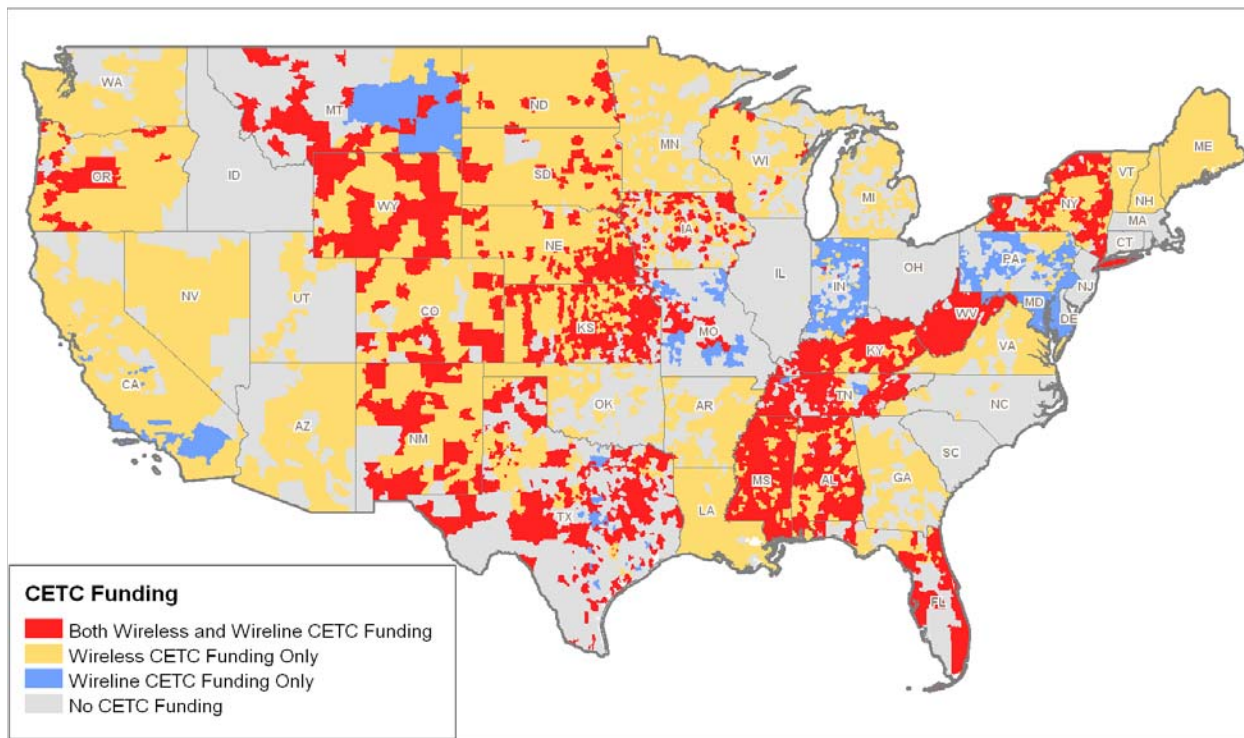 WA
MT
ND
MN
ME
VT
NH
OR
ID
SD
WI
MI
NY
MA
CT
WY
IA
NE
PA
NJ
OH
IL
IN
NV
UT
MD
DE
CO
WV
KS
MO
VA
KY
CA
TN
NC
OK
AR
AZ
NM
SC
MS
AL
GA
TX
LA
FL
CETC Funding
Both Wireless and Wireline CETC Funding
Wireless CETC Funding Only
Wireline CETC Funding Only
No CETC Funding